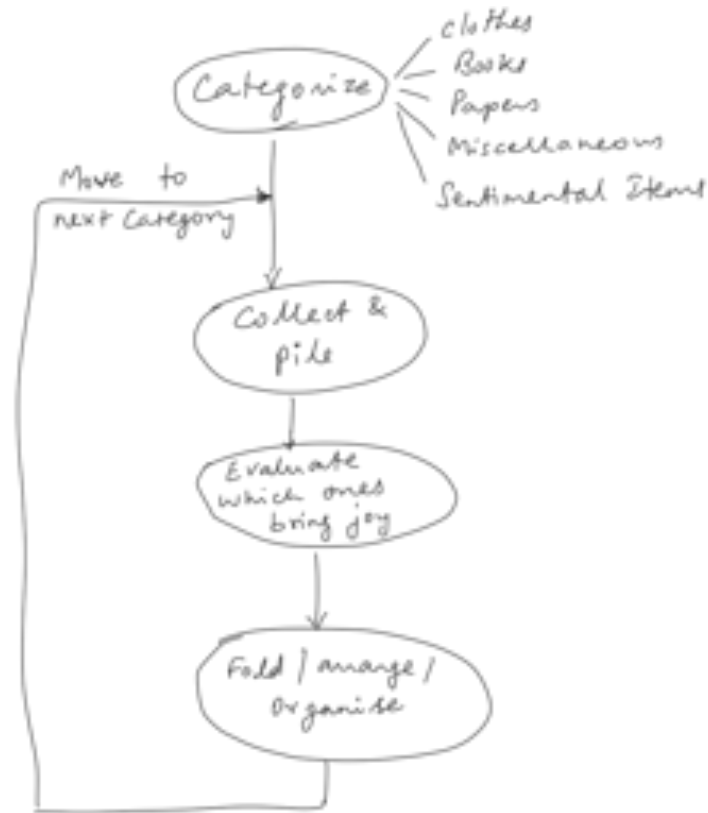 Categorize
Clothes
Books
Papers
Miscellaneous
Sentimental Items
Move to
next Category
Collect &
pile
Evaluate
which ones
bring joy
Fold / arrange /
Organise